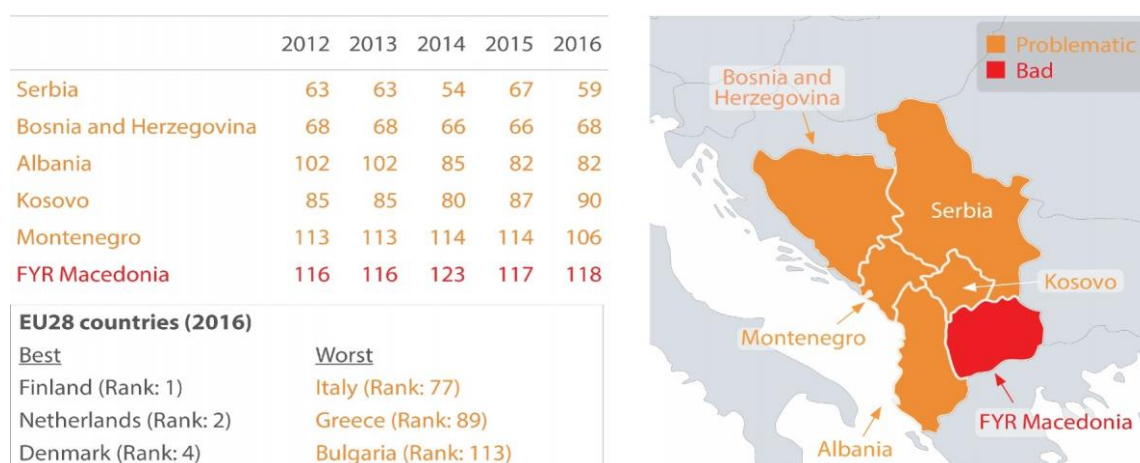 2012 2013 2014 2015 2016
Serbia 63 63 54 67 59
Bosnia and Herzegovina 68 68 66 66 68
Albania 102 102 85 82 82
Kosovo 85 85 80 87 90
Montenegro 113 113 114 114 106
FYR Macedonia 116 116 123 117 118
EU28 countries (2016)
Best Worst
Finland (Rank: 1) Italy (Rank: 77)
Netherlands (Rank: 2) Greece (Rank: 89)
Denmark (Rank: 4) Bulgaria (Rank: 113)
Problematic
Bad
Bosnia and
Herzegovina
Serbia
Kosovo
Montenegro
FYR Macedonia
Albania